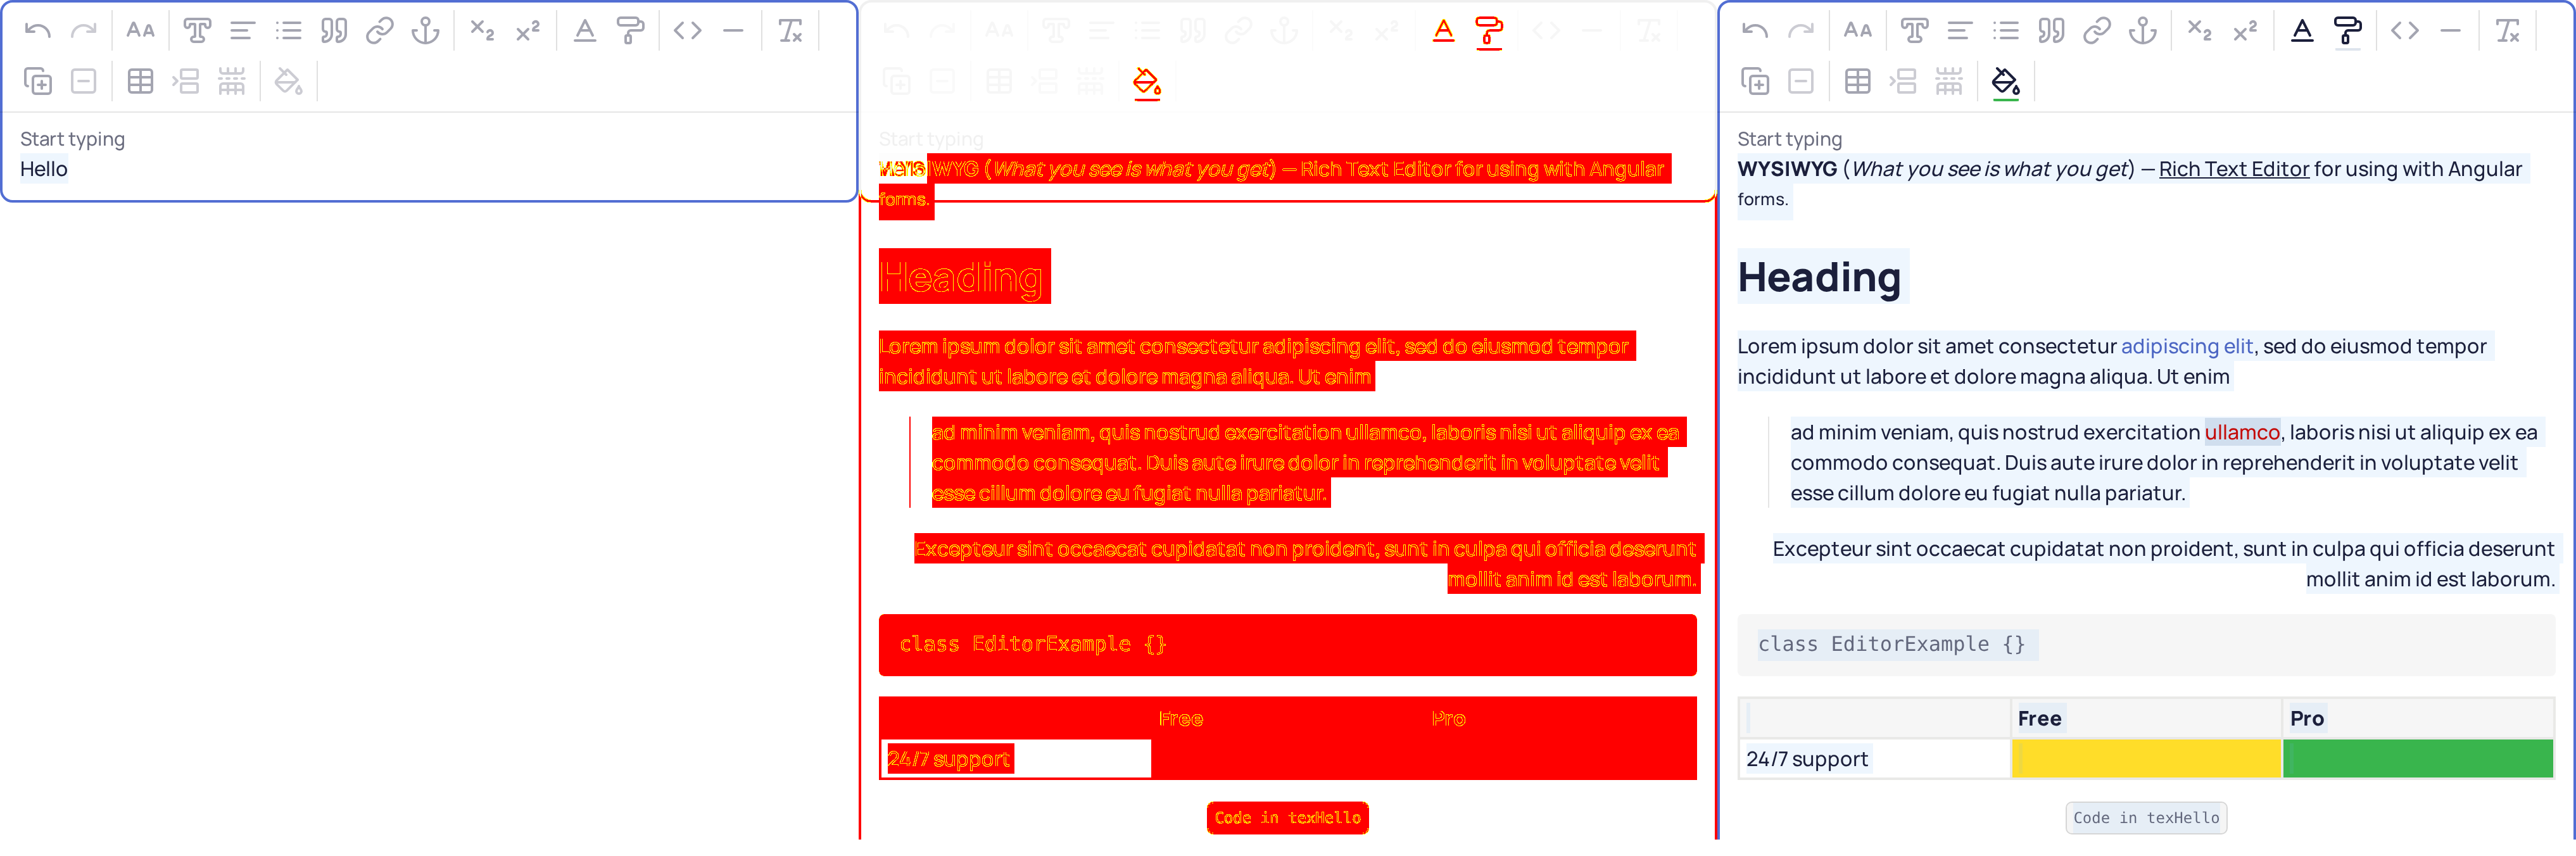 Start typing
Hello
Start typing
WYSIWYG (What you see is what you get) — Rich Text Editor for using with Angular
forms.
Heading
Lorem ipsum dolor sit amet consectetur adipiscing elit, sed do eiusmod tempor
incididunt ut labore et dolore magna aliqua. Ut enim
ad minim veniam, quis nostrud exercitation ullamco, laboris nisi ut aliquip ex ea
commodo consequat. Duis aute irure dolor in reprehenderit in voluptate velit
esse cillum dolore eu fugiat nulla pariatur.
Excepteur sint occaecat cupidatat non proident, sunt in culpa qui officia deserunt
mollit anim id est laborum.
class EditorExample {}
Free Pro
24/7 support
Code in texHello
Start typing
WYSIWYG (What you see is what you get) — Rich Text Editor for using with Angular
forms.
Heading
Lorem ipsum dolor sit amet consectetur adipiscing elit, sed do eiusmod tempor
incididunt ut labore et dolore magna aliqua. Ut enim
ad minim veniam, quis nostrud exercitation ullamco, laboris nisi ut aliquip ex ea
commodo consequat. Duis aute irure dolor in reprehenderit in voluptate velit
esse cillum dolore eu fugiat nulla pariatur.
Excepteur sint occaecat cupidatat non proident, sunt in culpa qui officia deserunt
mollit anim id est laborum.
class EditorExample {}
Free Pro
24/7 support
Code in texHello